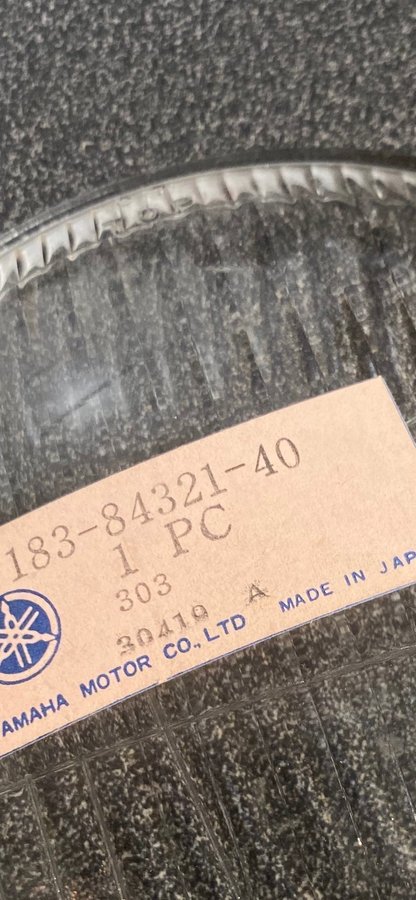 183-84321-40
1 PC
303
30419 A
YAMAHA MOTOR CO., LTD MADE IN JAP